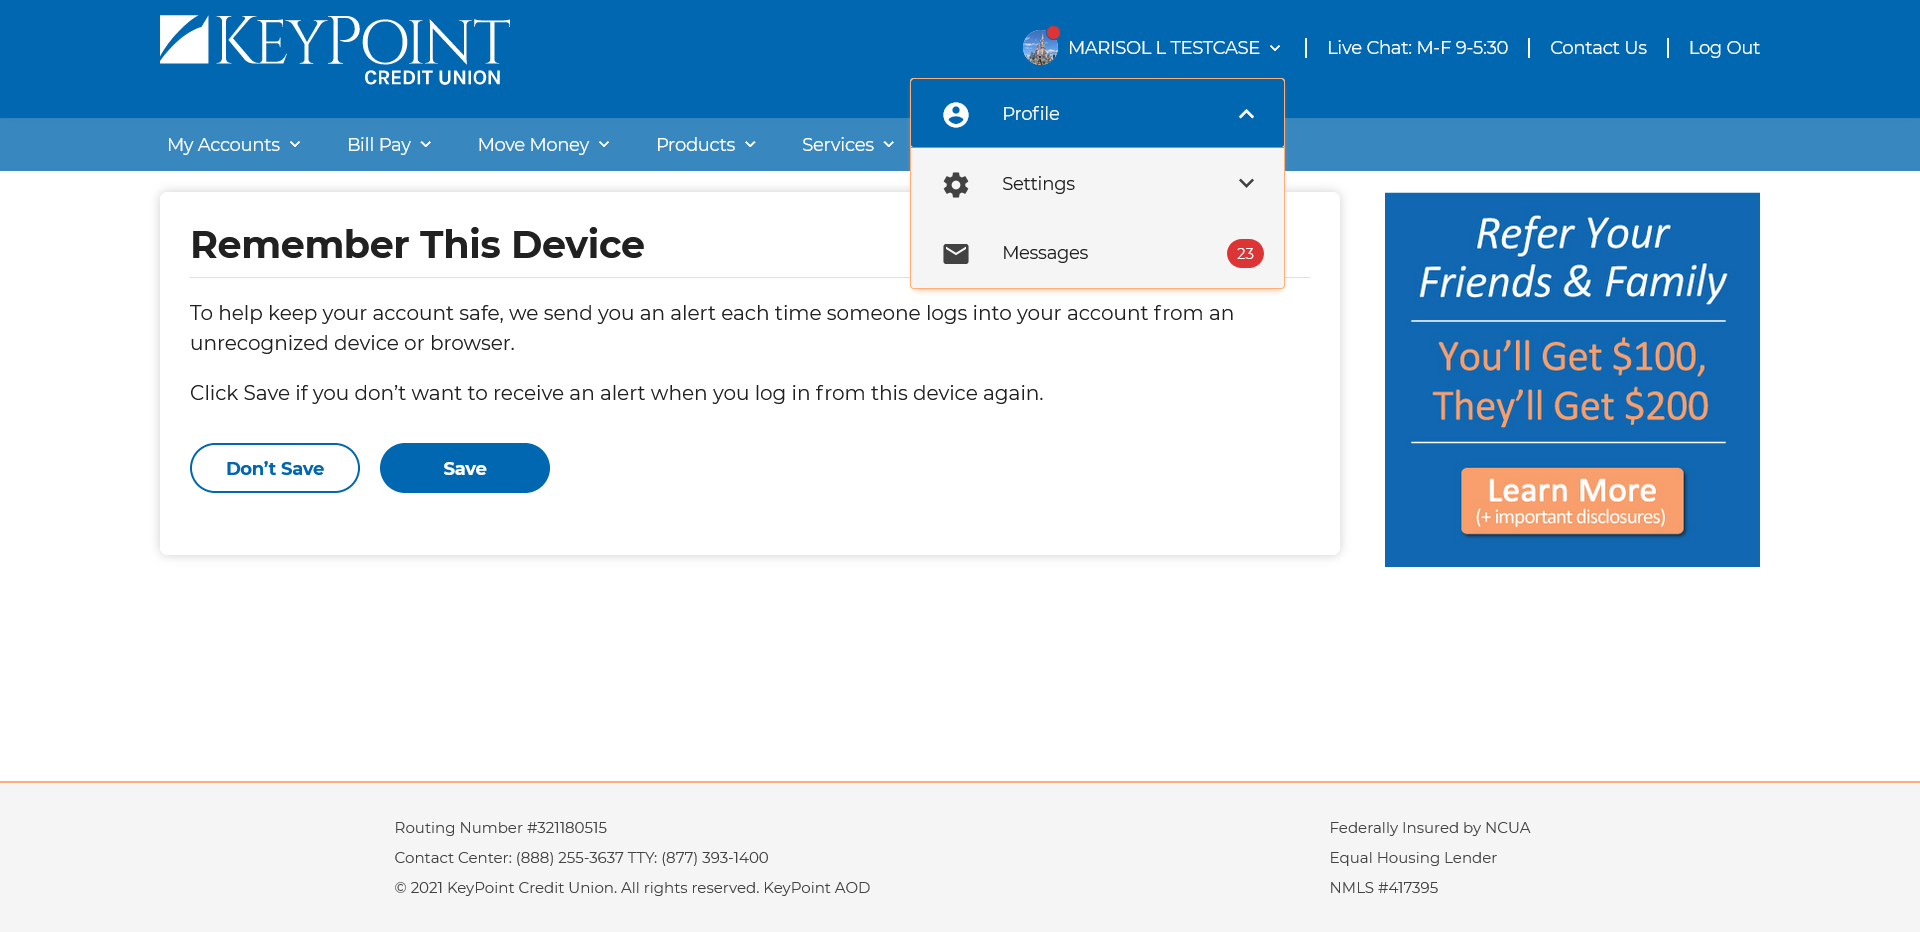 KEYPOINT
CREDIT UNION
MARISOL L TESTCASE
Live Chat: M-F 9-5:30
Contact Us
Log Out
Profile
Settings
Messages
23
My Accounts
Bill Pay
Move Money
Products
Services
Remember This Device
To help keep your account safe, we send you an alert each time someone logs into your account from an
unrecognized device or browser.
Click Save if you don’t want to receive an alert when you log in from this device again.
Don’t Save
Save
Refer Your
Friends & Family
You’ll Get $100,
They’ll Get $200
Learn More
(+ important disclosures)
Routing Number #321180515
Contact Center: (888) 255-3637 TTY: (877) 393-1400
© 2021 KeyPoint Credit Union. All rights reserved. KeyPoint AOD
Federally Insured by NCUA
Equal Housing Lender
NMLS #417395